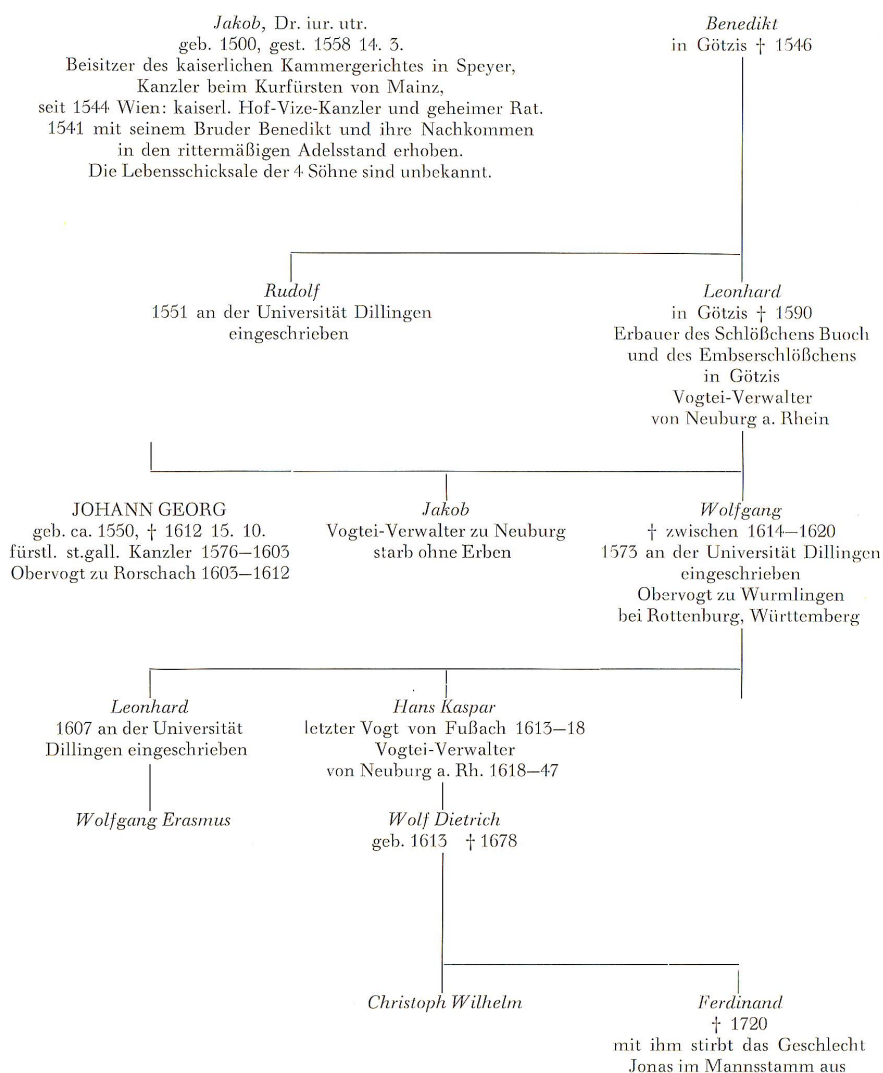 Jakob, Dr. iur. utr.
geb. 1500, gest. 1558 14. 3.
Beisitzer des kaiserlichen Kammergerichtes in Speyer,
Kanzler beim Kurfürsten von Mainz,
seit 1544 Wien: kaiserl. Hof-Vize-Kanzler und geheimer Rat.
1541 mit seinem Bruder Benedikt und ihre Nachkommen
in den rittermäßigen Adelsstand erhoben.
Die Lebensschicksale der 4 Söhne sind unbekannt.
Benedikt
in Götzis † 1546
Rudolf
1551 an der Universität Dillingen
eingeschrieben
Leonhard
in Götzis † 1590
Erbauer des Schlößchens Buoch
und des Embserschlößchens
in Götzis
Vogtei-Verwalter
von Neuburg a. Rhein
JOHANN GEORG
geb. ca. 1550, † 1612 15. 10.
fürstl. st.gall. Kanzler 1576—1603
Obervogt zu Rorschach 1603—1612
Jakob
Vogtei-Verwalter zu Neuburg
starb ohne Erben
Wolfgang
† zwischen 1614—1620
1573 an der Universität Dillingen
eingeschrieben
Obervogt zu Wurmlingen
bei Rottenburg, Württemberg
Leonhard
1607 an der Universität
Dillingen eingeschrieben
Hans Kaspar
letzter Vogt von Fußach 1613—18
Vogtei-Verwalter
von Neuburg a. Rh. 1618—47
Wolfgang Erasmus
Wolf Dietrich
geb. 1613 † 1678
Christoph Wilhelm
Ferdinand
† 1720
mit ihm stirbt das Geschlecht
Jonas im Mannsstamm aus